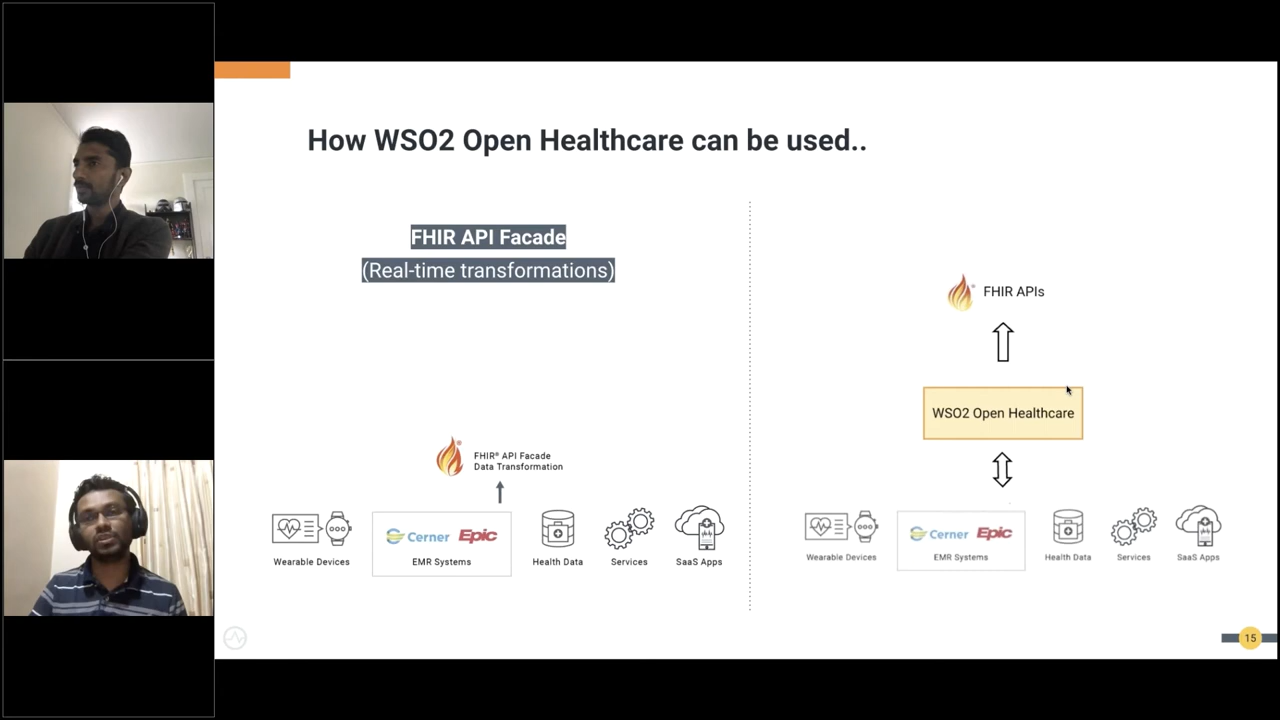 How WSO2 Open Healthcare can be used..
FHIR API Facade
(Real-time transformations)
FHIR® API Facade
Data Transformation
Wearable Devices
Cerner Epic
EMR Systems
Health Data
Services
SaaS Apps
FHIR APIs
WSO2 Open Healthcare
Wearable Devices
Cerner Epic
EMR Systems
Health Data
Services
SaaS Apps
15